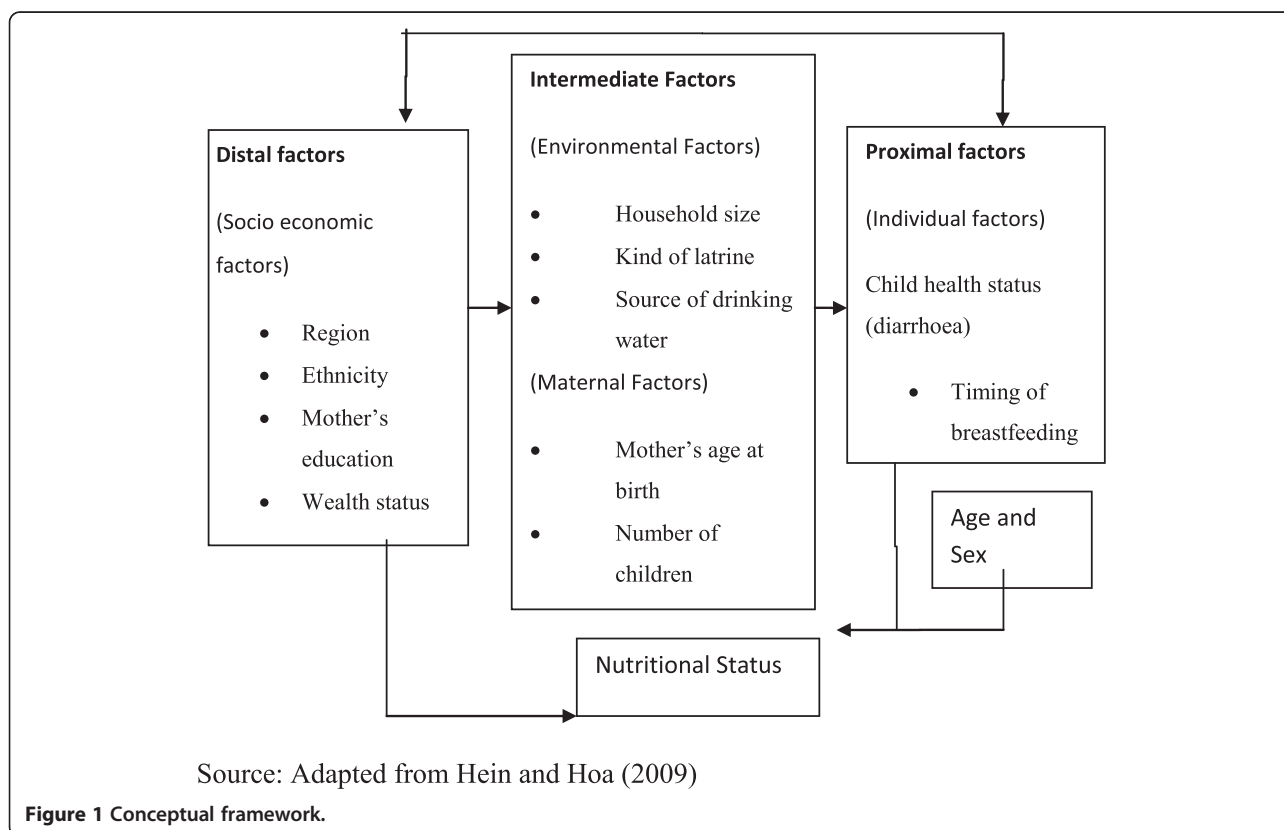 Distal factors
(Socio economic
factors)
• Region
• Ethnicity
• Mother's
education
• Wealth status
Intermediate Factors
(Environmental Factors)
• Household size
• Kind of latrine
• Source of drinking
water
(Maternal Factors)
• Mother's age at
birth
• Number of
children
Proximal factors
(Individual factors)
Child health status
(diarrhoea)
• Timing of
breastfeeding
Age and
Sex
Nutritional Status
Source: Adapted from Hein and Hoa (2009)
Figure 1 Conceptual framework.